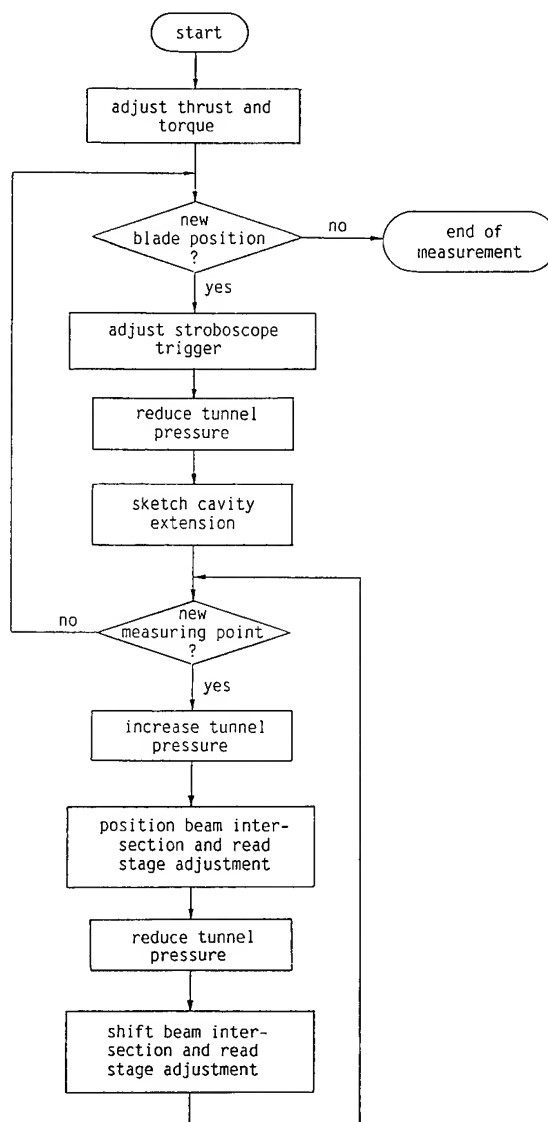 start
adjust thrust and
torque
new
blade position
?
no
end of
measurement
yes
adjust stroboscope
trigger
reduce tunnel
pressure
sketch cavity
extension
no
new
measuring point
?
yes
increase tunnel
pressure
position beam inter-
section and read
stage adjustment
reduce tunnel
pressure
shift beam inter-
section and read
stage adjustment